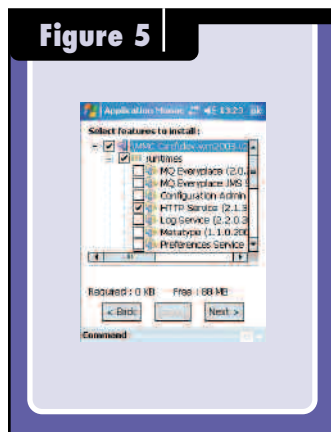 Figure 5
Application Manag 13:23 ok
Select features to install:
runtimes
MQ Everyplace (2.0.
MQ Everyplace JMS S
Configuration Admin
HTTP Service (2.1.3
Log Service (2.2.0.3
Metatype (1.1.0.200
Preferences Service
Required : 0 KB Free : 88 MB
< Back Next >
Command